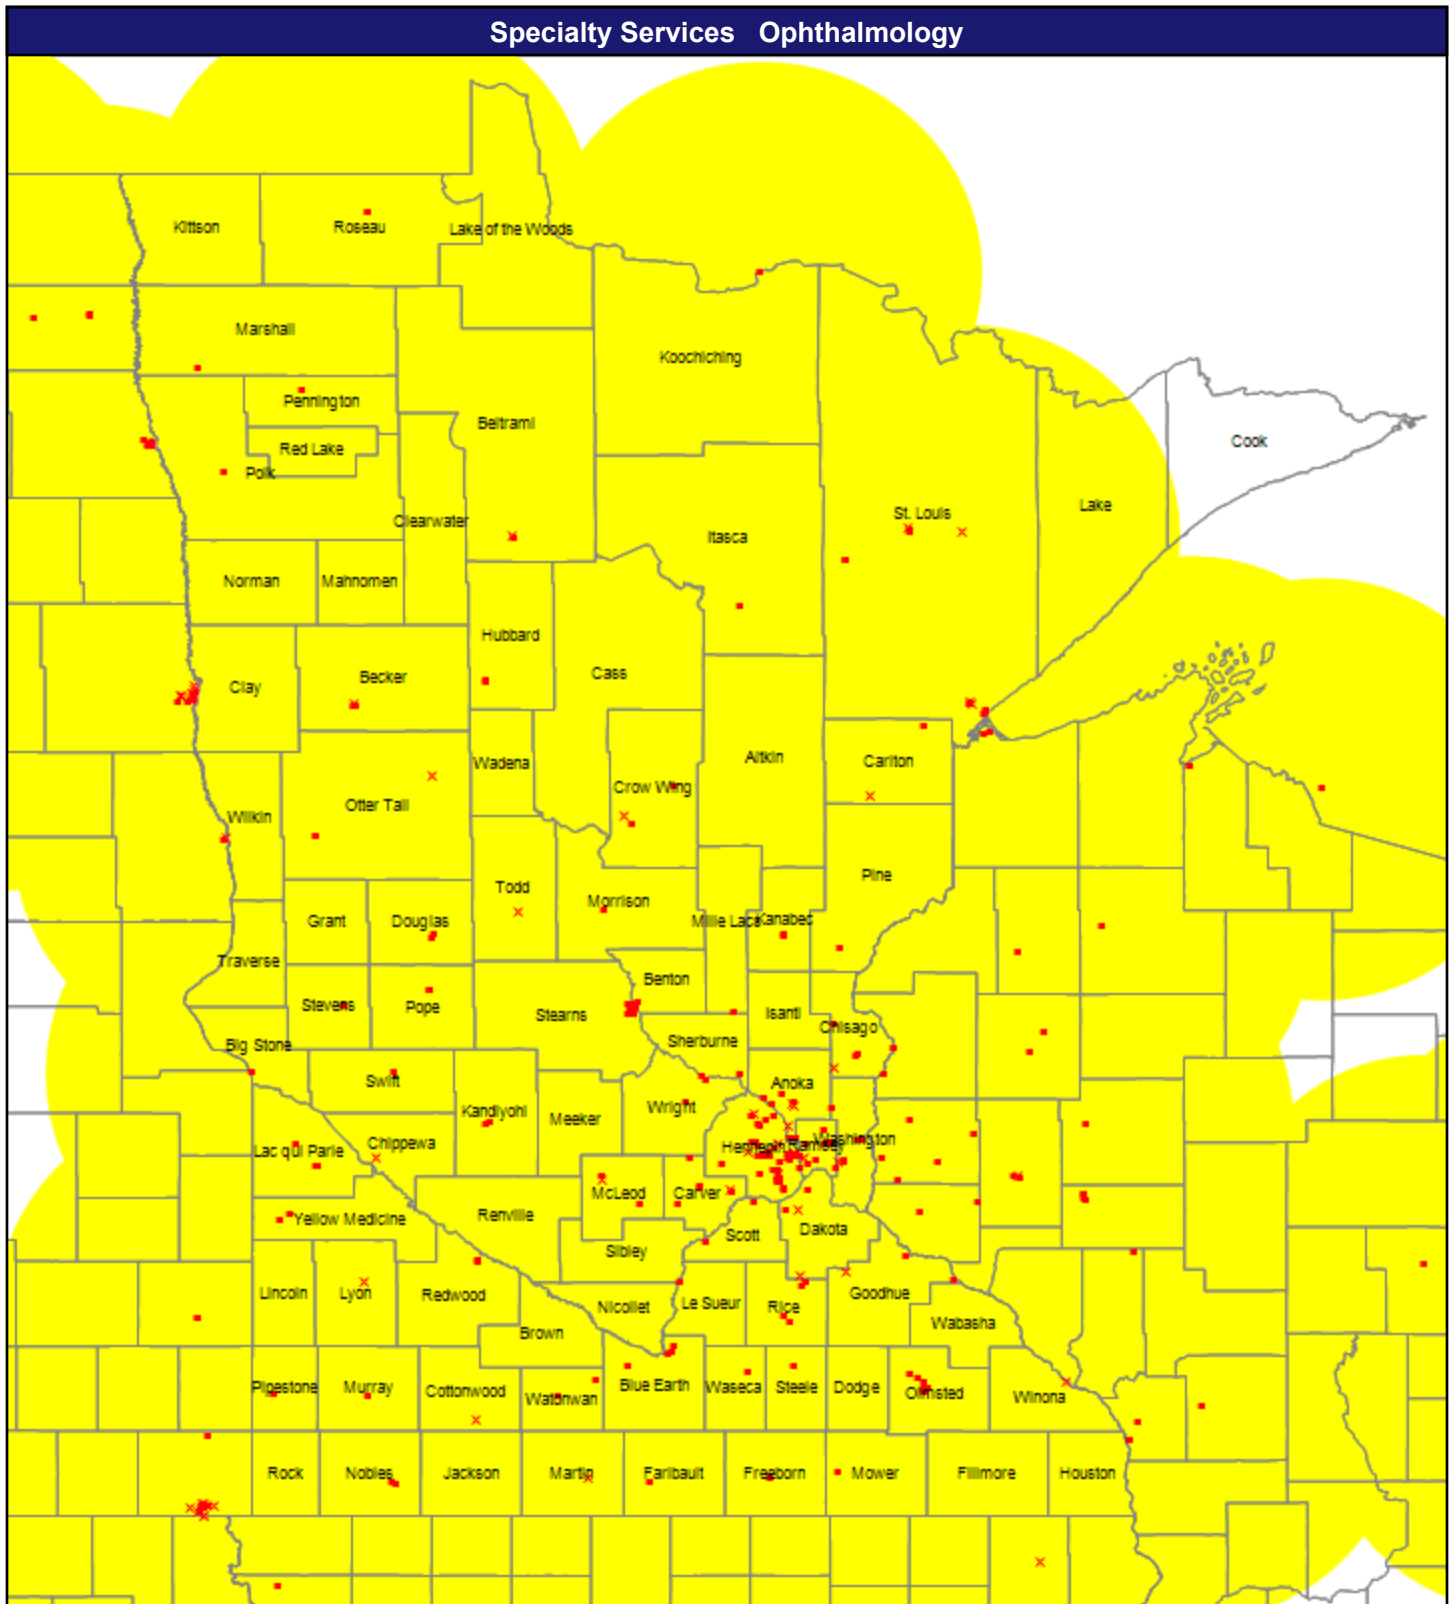 Specialty Services   Ophthalmology
Kittson
Roseau
Lake of the Woods
Marshall
Koochiching
Pennington
Beltrami
Red Lake
Polk
Cook
Clearwater
St. Louis
Lake
Itasca
Norman
Mahnomen
Hubbard
Cass
Clay
Becker
Wadena
Aitkin
Carlton
Crow Wing
Otter Tail
Wilkin
Todd
Morrison
Pine
Grant
Douglas
Mille Lacs
Kanabec
Traverse
Benton
Stevens
Pope
Stearns
Isanti
Chisago
Big Stone
Sherburne
Swift
Anoka
Kandiyohi
Meeker
Wright
Lac qui Parle
Chippewa
Hennepin
Ramsey
Washington
McLeod
Carver
Yellow Medicine
Renville
Scott
Dakota
Sibley
Lincoln
Lyon
Redwood
Nicollet
Le Sueur
Rice
Goodhue
Brown
Wabasha
Pipestone
Murray
Cottonwood
Watonwan
Blue Earth
Waseca
Steele
Dodge
Olmsted
Winona
Rock
Nobles
Jackson
Martin
Faribault
Freeborn
Mower
Fillmore
Houston